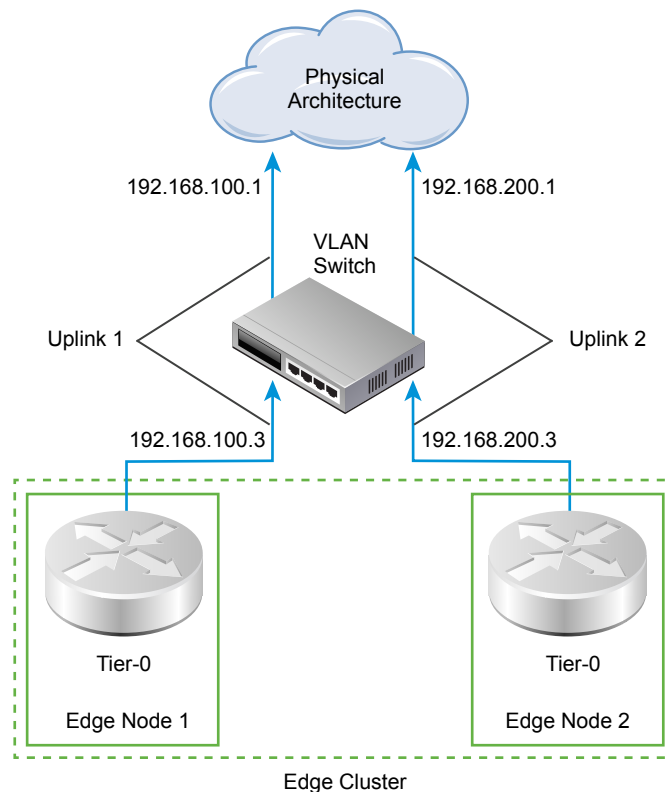 Physical
Architecture
192.168.100.1
192.168.200.1
VLAN
Switch
Uplink 1
Uplink 2
192.168.100.3
192.168.200.3
Tier-0
Tier-0
Edge Node 1
Edge Node 2
Edge Cluster